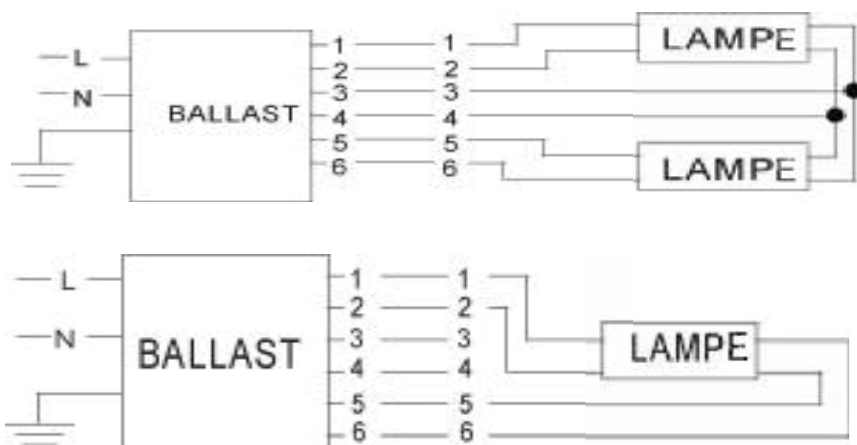 1 1 LAMPE
L
2 2
N 3 3
BALLAST 4 4
5 5
6 6 LAMPE
L 1 1
2 2
N 3 3 LAMPE
BALLAST
4 4
5 5
6 6